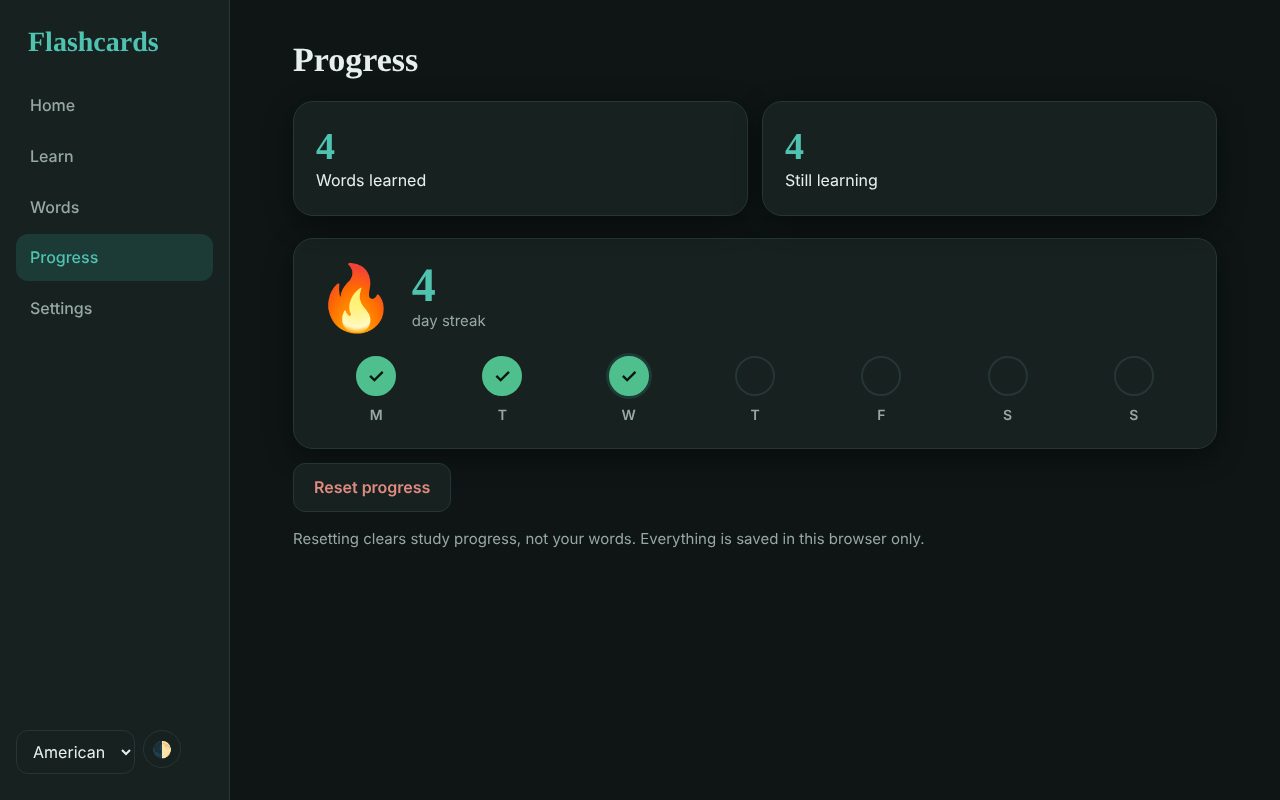 Flashcards
Home
Learn
Words
Progress
Settings
American
Progress
4
Words learned
4
Still learning
4
day streak
M T W T F S S
Reset progress
Resetting clears study progress, not your words. Everything is saved in this browser only.